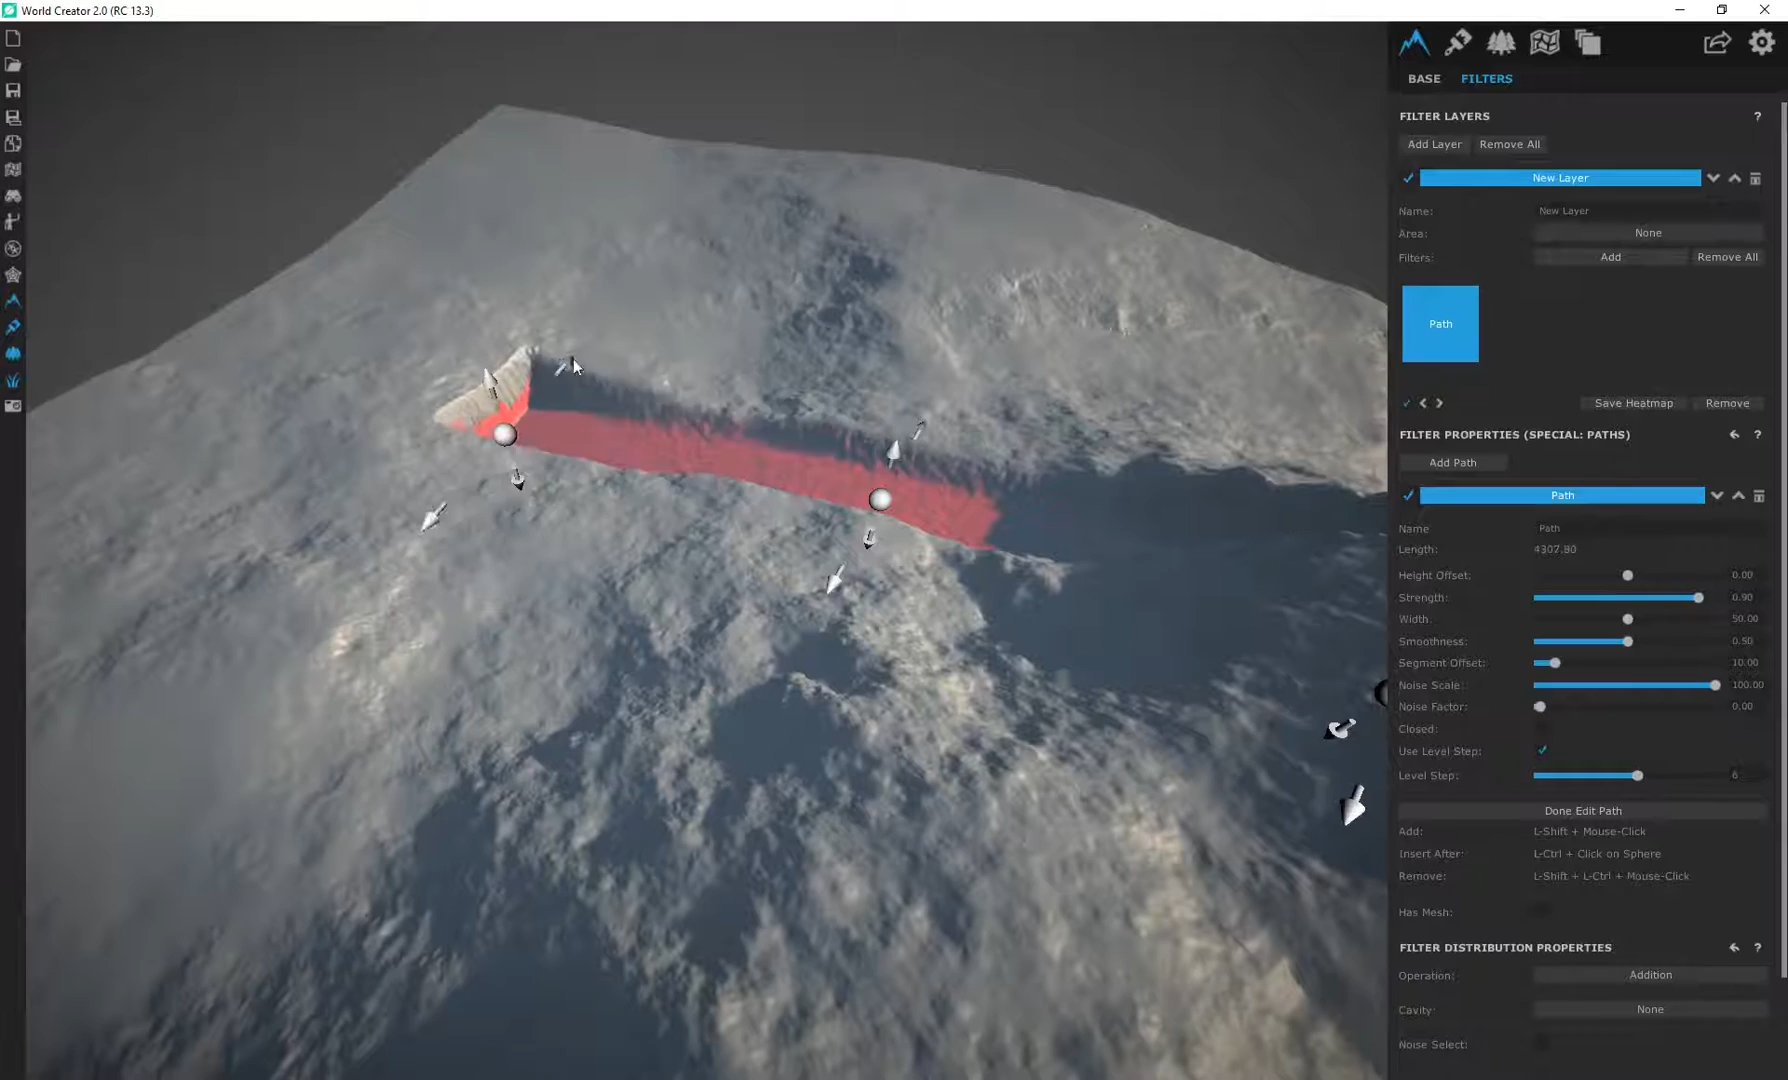 World Creator 2.0 (RC 13.3)
BASE FILTERS
FILTER LAYERS ?
Add Layer Remove All
New Layer
Name: New Layer
Area: None
Filters: Add Remove All
Path
Save Heatmap Remove
FILTER PROPERTIES (SPECIAL: PATHS) ?
Add Path
Path
Name Path
Length: 4307.80
Height Offset: 0.00
Strength: 0.90
Width: 50.00
Smoothness: 0.50
Segment Offset: 10.00
Noise Scale: 100.00
Noise Factor: 0.00
Closed:
Use Level Step:
Level Step: 6
Done Edit Path
Add: L-Shift + Mouse-Click
Insert After: L-Ctrl + Click on Sphere
Remove: L-Shift + L-Ctrl + Mouse-Click
Has Mesh:
FILTER DISTRIBUTION PROPERTIES ?
Operation: Addition
Cavity: None
Noise Select: